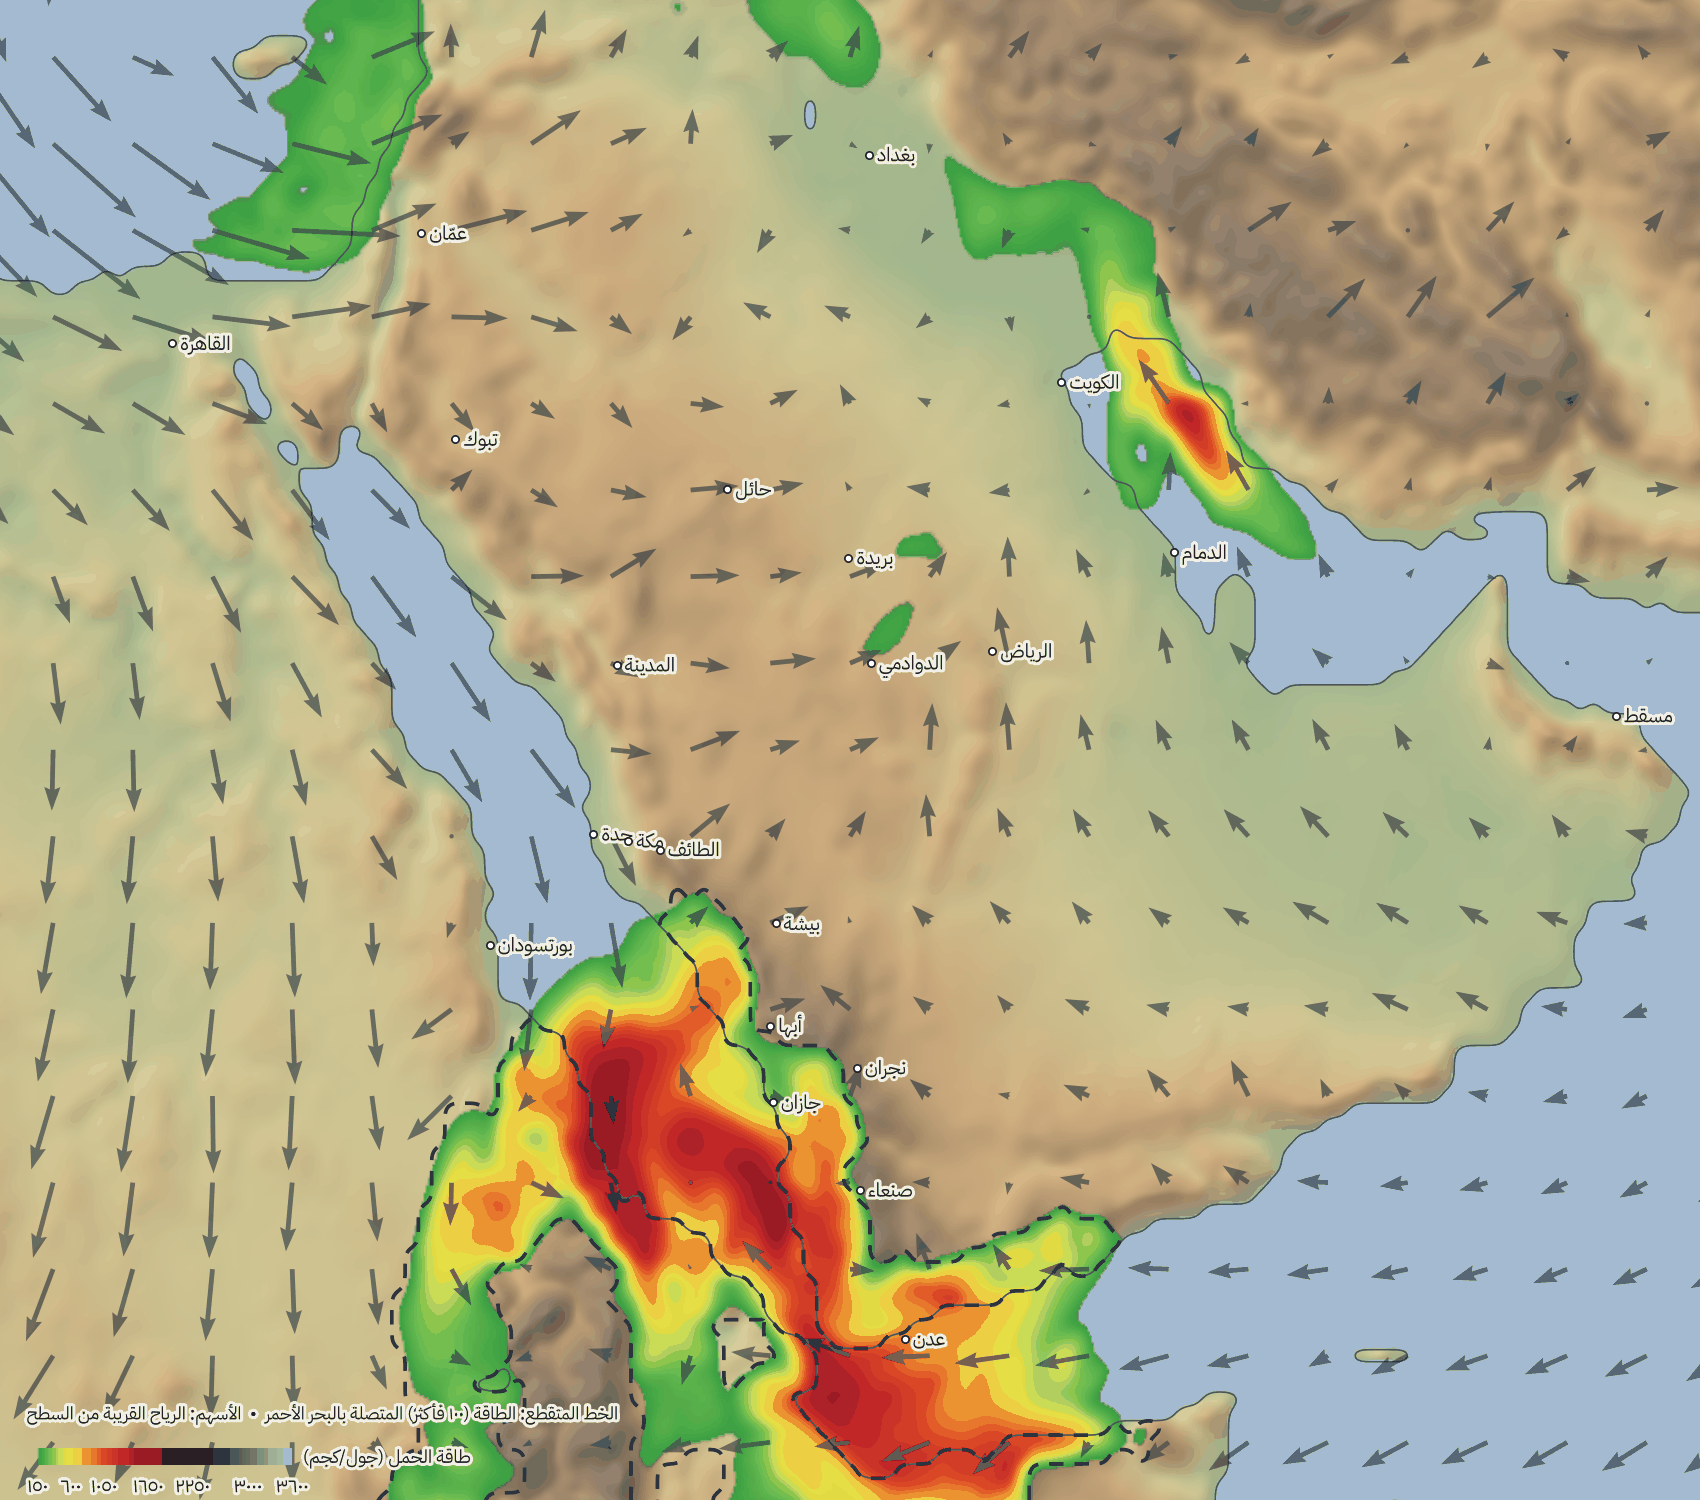 بغداد
عمّان
القاهرة
الكويت
تبوك
حائل
الدمام
بريدة
الرياض
الدوادمي
المدينة
مسقط
جدة
مكة
الطائف
بيشة
بورتسودان
أبها
نجران
جازان
صنعاء
عدن
الخط المتقطع: الطاقة (١٠٠ فأكثر) المتصلة بالبحر الأحمر • الأسهم: الرياح القريبة من السطح
طاقة الحمل (جول/كجم)
١٥٠ ٦٠٠ ١٠٥٠ ١٦٥٠ ٢٢٥٠ ٣٠٠٠ ٣٦٠٠